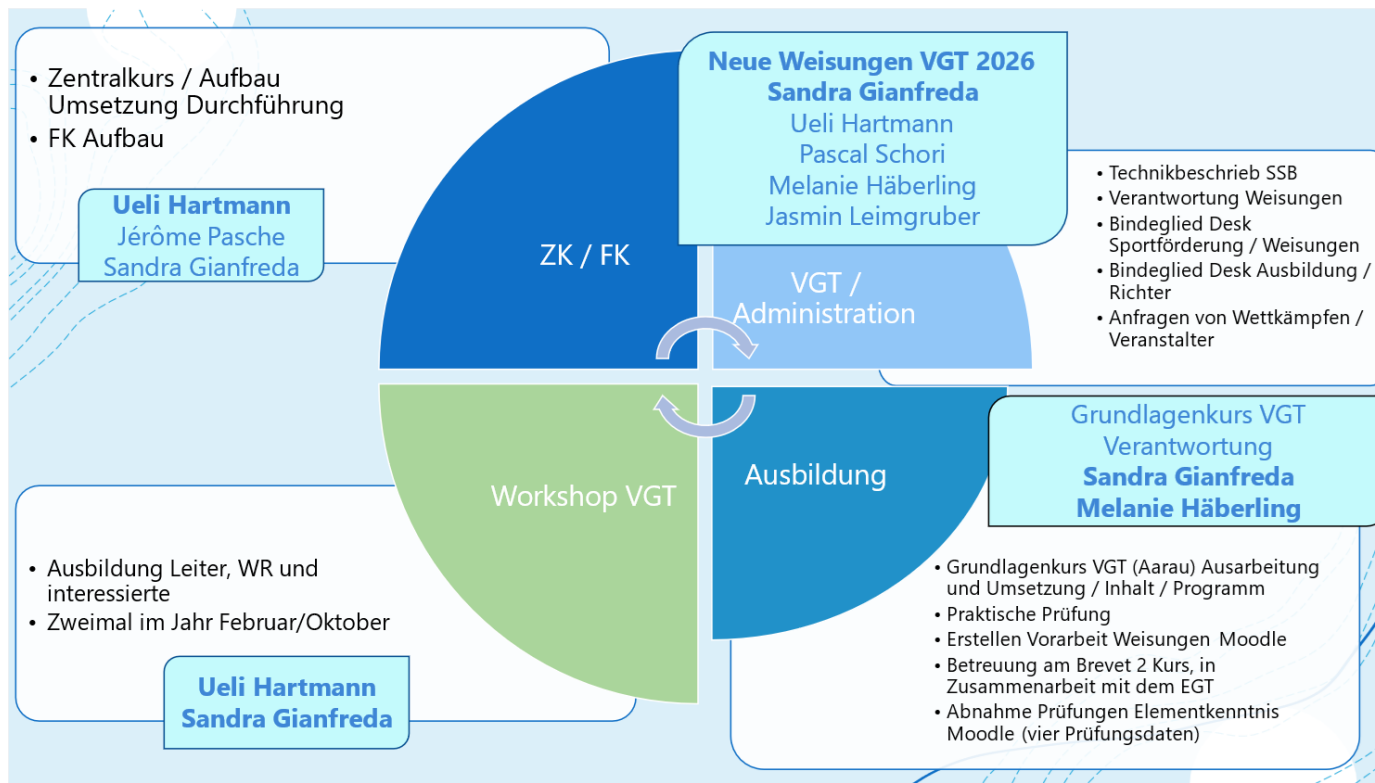 • Zentralkurs / Aufbau
Umsetzung Durchführung
• FK Aufbau
Ueli Hartmann
Jérôme Pasche
Sandra Gianfreda
ZK / FK
Neue Weisungen VGT 2026
Sandra Gianfreda
Ueli Hartmann
Pascal Schori
Melanie Häberling
Jasmin Leimgruber
VGT /
Administration
• Technikbeschrieb SSB
• Verantwortung Weisungen
• Bindeglied Desk
Sportförderung / Weisungen
• Bindeglied Desk Ausbildung /
Richter
• Anfragen von Wettkämpfen /
Veranstalter
Workshop VGT
• Ausbildung Leiter, WR und
interessierte
• Zweimal im Jahr Februar/Oktober
Ueli Hartmann
Sandra Gianfreda
Ausbildung
Grundlagenkurs VGT
Verantwortung
Sandra Gianfreda
Melanie Häberling
• Grundlagenkurs VGT (Aarau) Ausarbeitung
und Umsetzung / Inhalt / Programm
• Praktische Prüfung
• Erstellen Vorarbeit Weisungen Moodle
• Betreuung am Brevet 2 Kurs, in
Zusammenarbeit mit dem EGT
• Abnahme Prüfungen Elementkenntnis
Moodle (vier Prüfungsdaten)